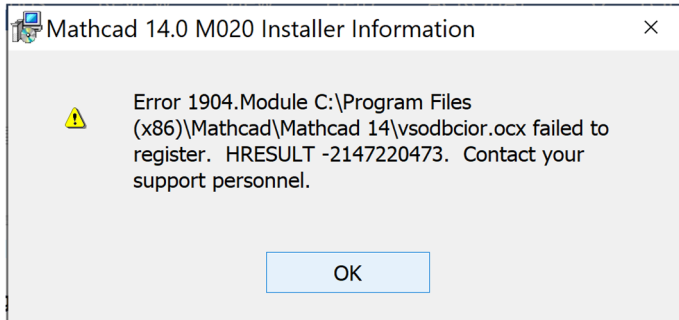 Mathcad 14.0 M020 Installer Information
Error 1904.Module C:\Program Files
(x86)\Mathcad\Mathcad 14\vsodbcior.ocx failed to
register.  HRESULT -2147220473.  Contact your
support personnel.
OK